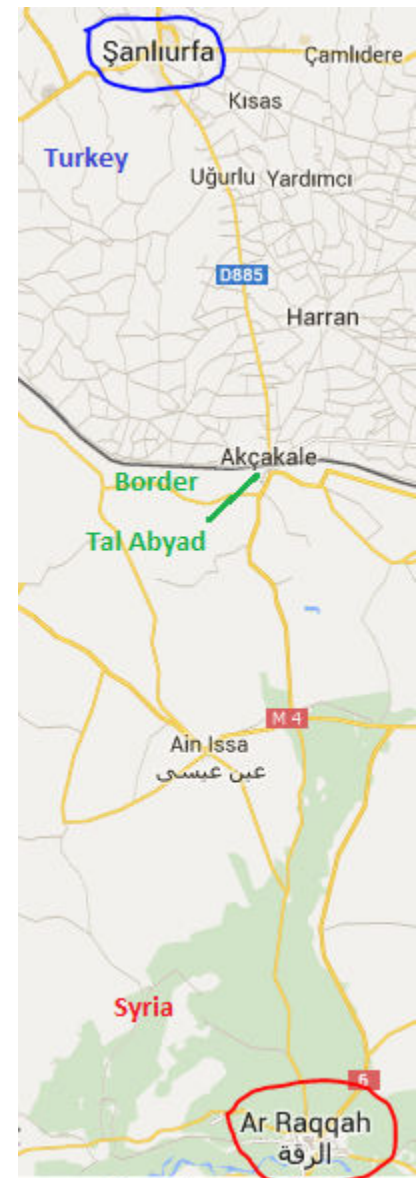 Şanlıurfa
Çamlıdere
Kısas
Turkey
Uğurlu
Yardımcı
D885
Harran
Akçakale
Border
Tal Abyad
M 4
Ain Issa
عين عيسى
Syria
6
Ar Raqqah
الرقة